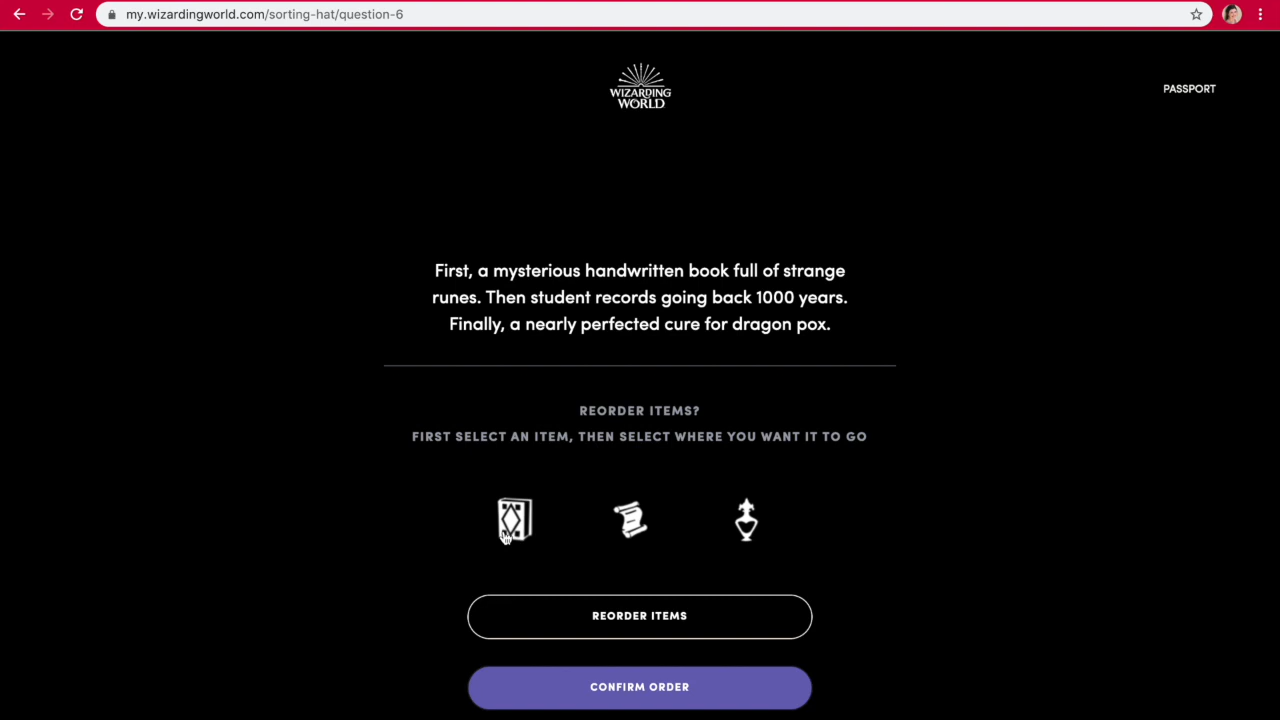 my.wizardingworld.com/sorting-hat/question-6
WIZARDING
WORLD
PASSPORT
First, a mysterious handwritten book full of strange
runes. Then student records going back 1000 years.
Finally, a nearly perfected cure for dragon pox.
REORDER ITEMS?
FIRST SELECT AN ITEM, THEN SELECT WHERE YOU WANT IT TO GO
REORDER ITEMS
CONFIRM ORDER